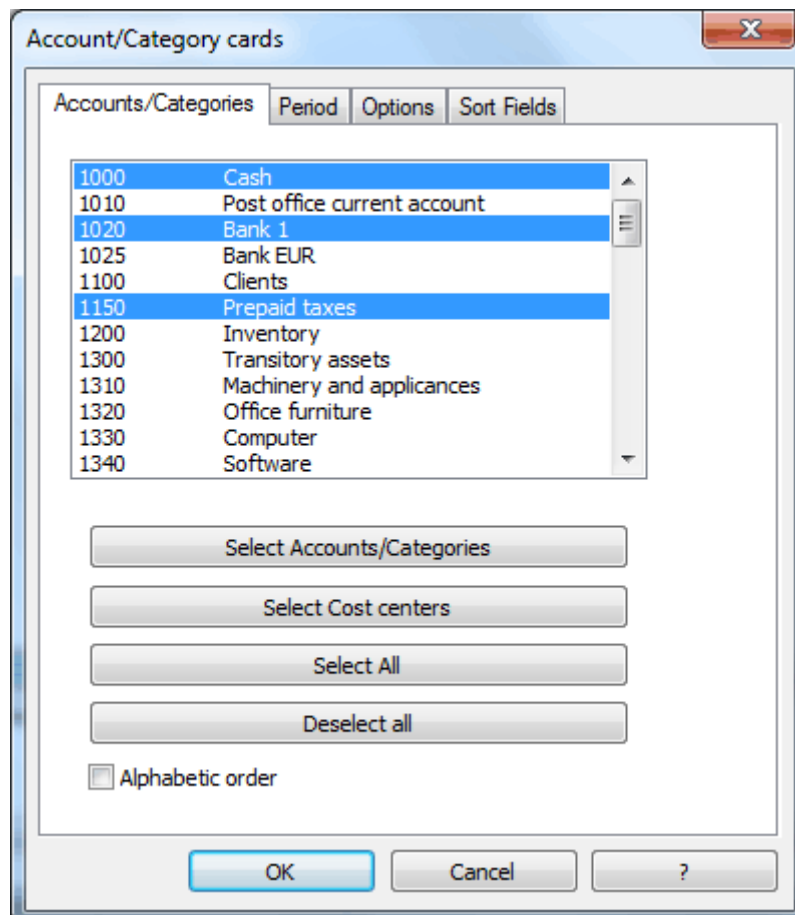 Account/Category cards
Accounts/Categories Period Options Sort Fields
1000 Cash
1010 Post office current account
1020 Bank 1
1025 Bank EUR
1100 Clients
1150 Prepaid taxes
1200 Inventory
1300 Transitory assets
1310 Machinery and applicances
1320 Office furniture
1330 Computer
1340 Software
Select Accounts/Categories
Select Cost centers
Select All
Deselect all
Alphabetic order
OK Cancel ?